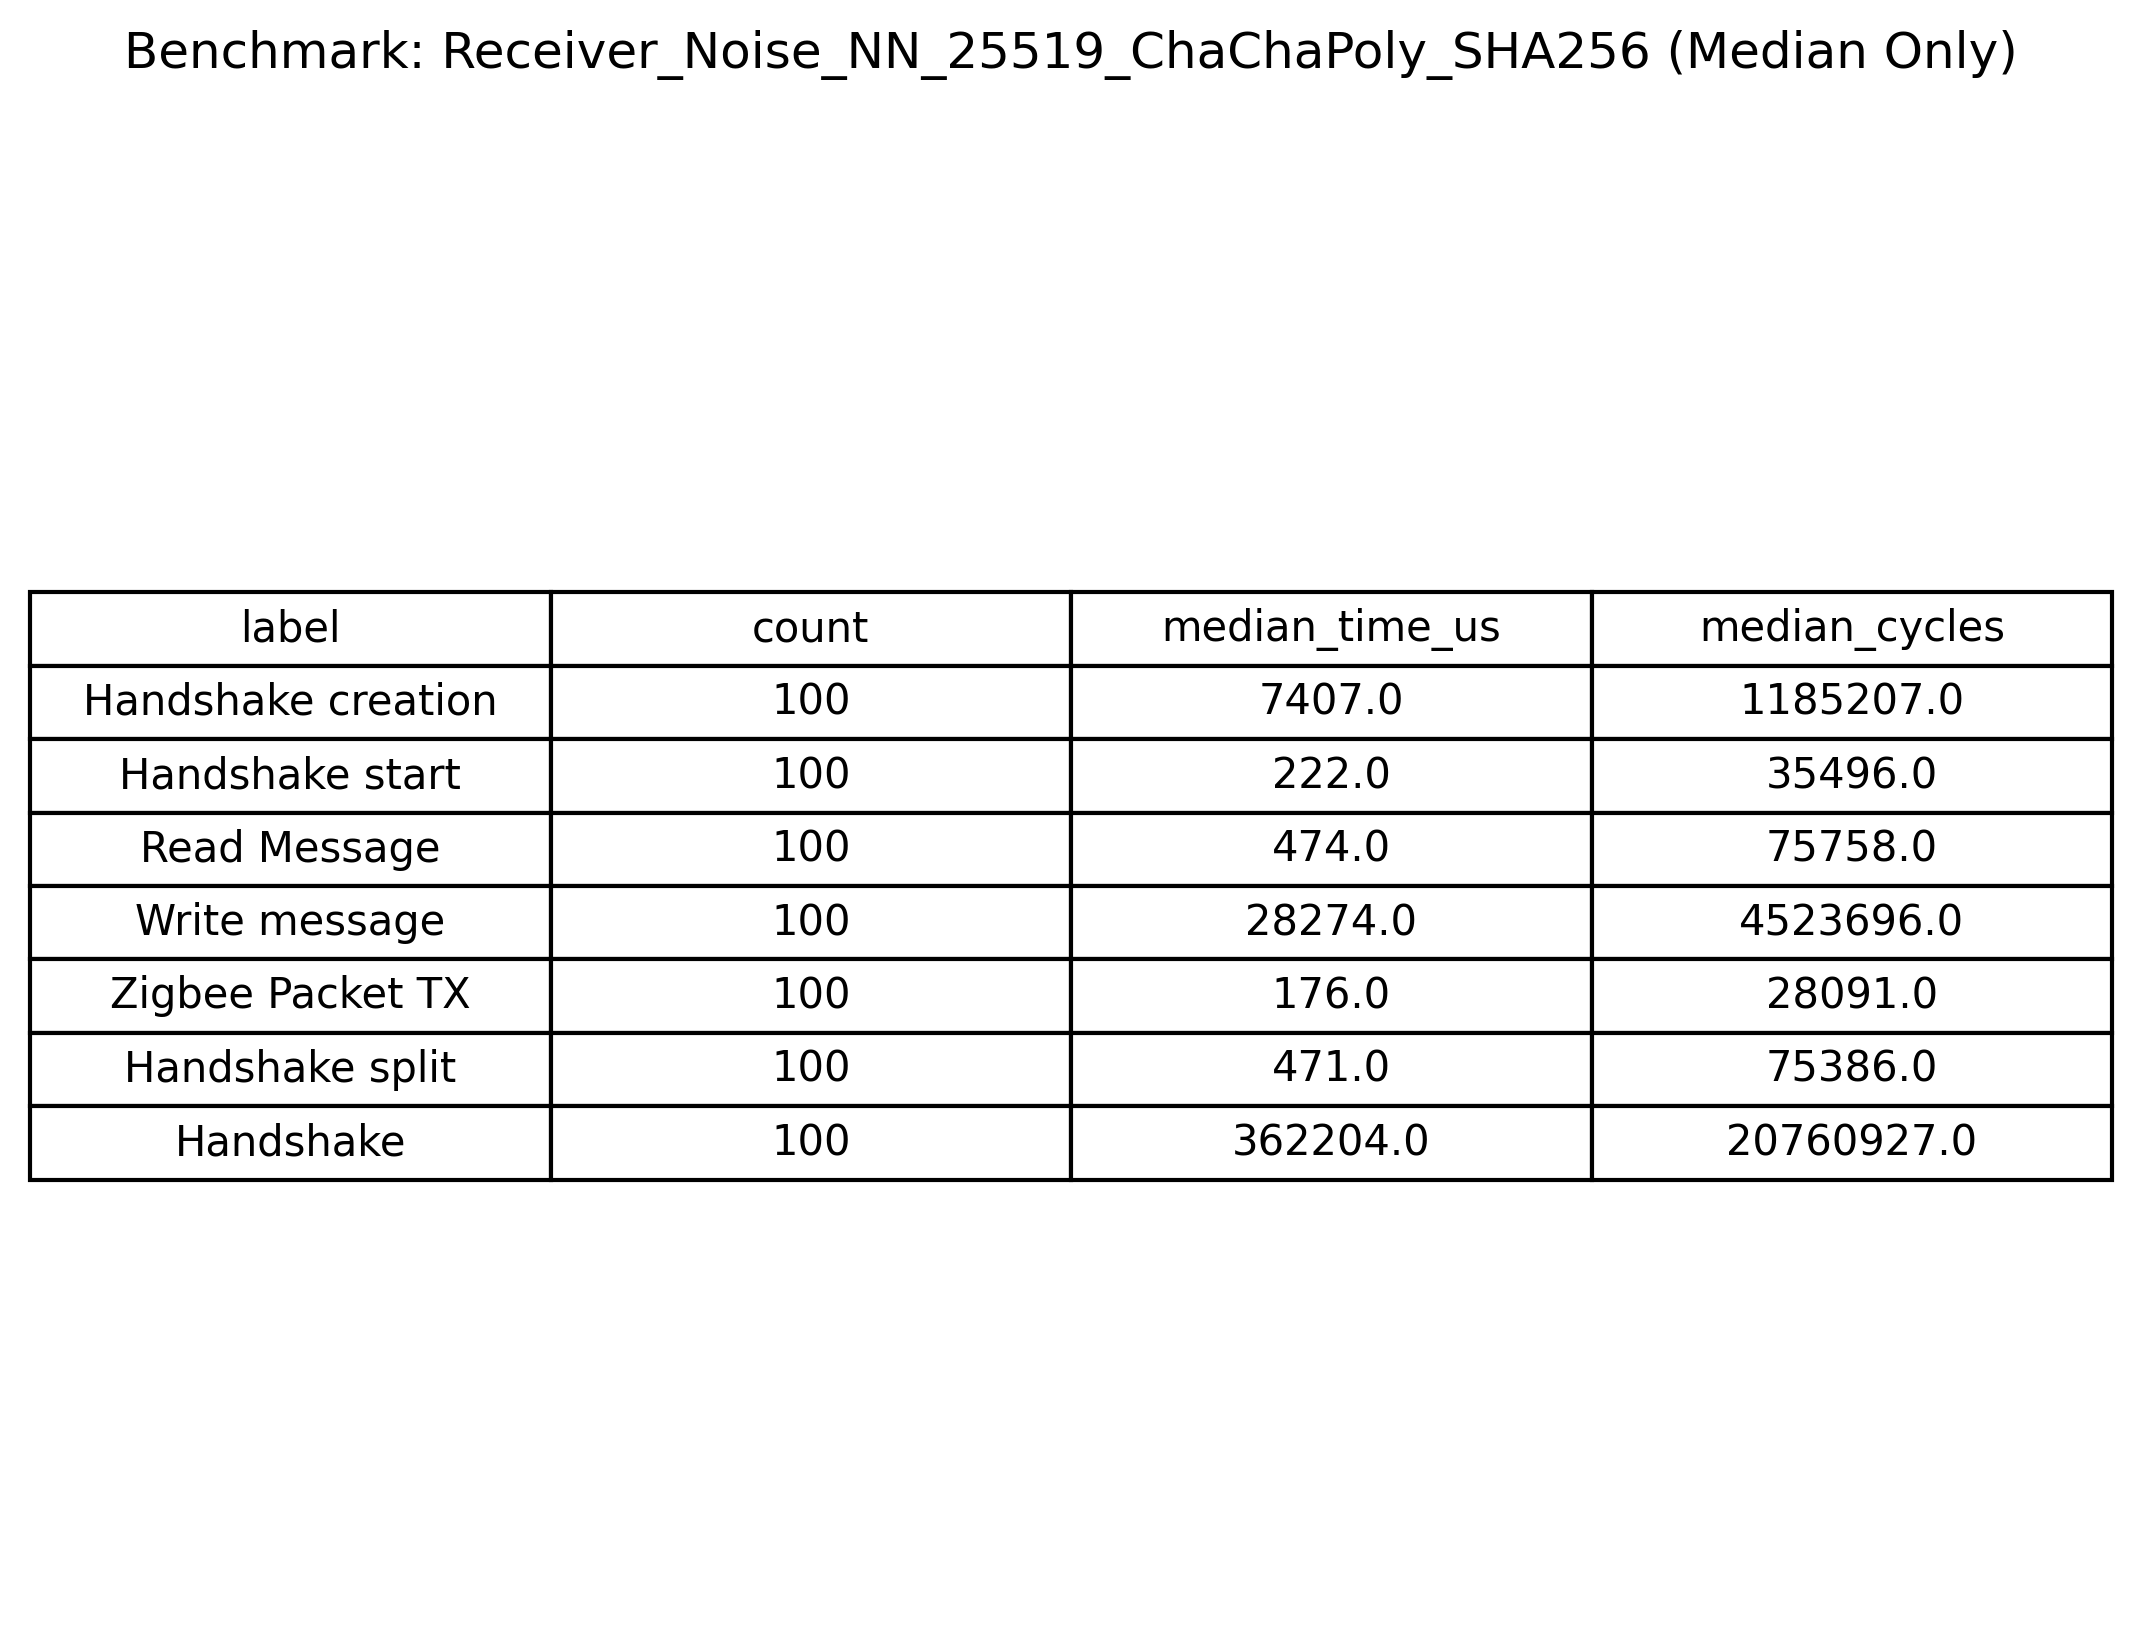 Benchmark: Receiver_Noise_NN_25519_ChaChaPoly_SHA256 (Median Only)
label count median_time_us median_cycles
Handshake creation 100 7407.0 1185207.0
Handshake start 100 222.0 35496.0
Read Message 100 474.0 75758.0
Write message 100 28274.0 4523696.0
Zigbee Packet TX 100 176.0 28091.0
Handshake split 100 471.0 75386.0
Handshake 100 362204.0 20760927.0